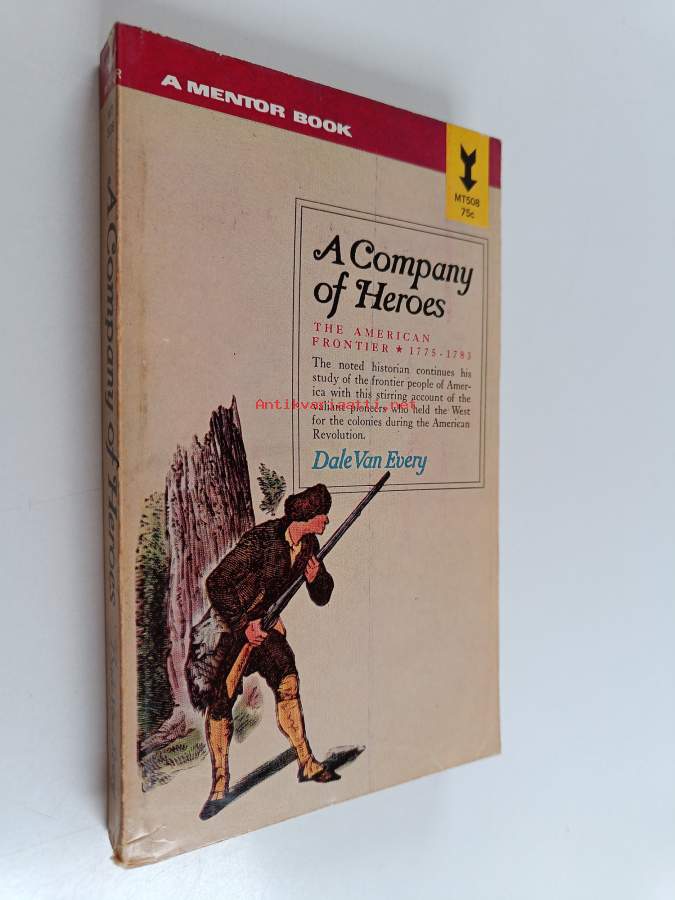 A MENTOR BOOK
MT508
75c
A Company
of Heroes
THE AMERICAN
FRONTIER ★ 1775-1783
The noted historian continues his
study of the frontier people of Amer-
ica with this stirring account of the
valiant pioneers who held the West
for the colonies during the American
Revolution.
Dale Van Every
Antikvariaatti.net
A Company of Heroes